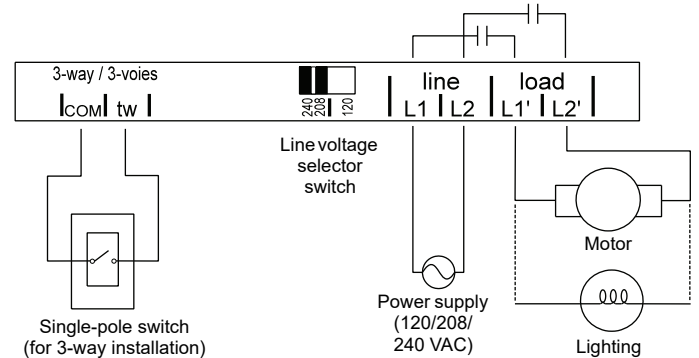 3-way / 3-voies
COM tw
240
208
120
line load
L1 L2 L1' L2'
Line voltage
selector
switch
Motor
Power supply
(120/208/
240 VAC)
Single-pole switch
(for 3-way installation)
Lighting